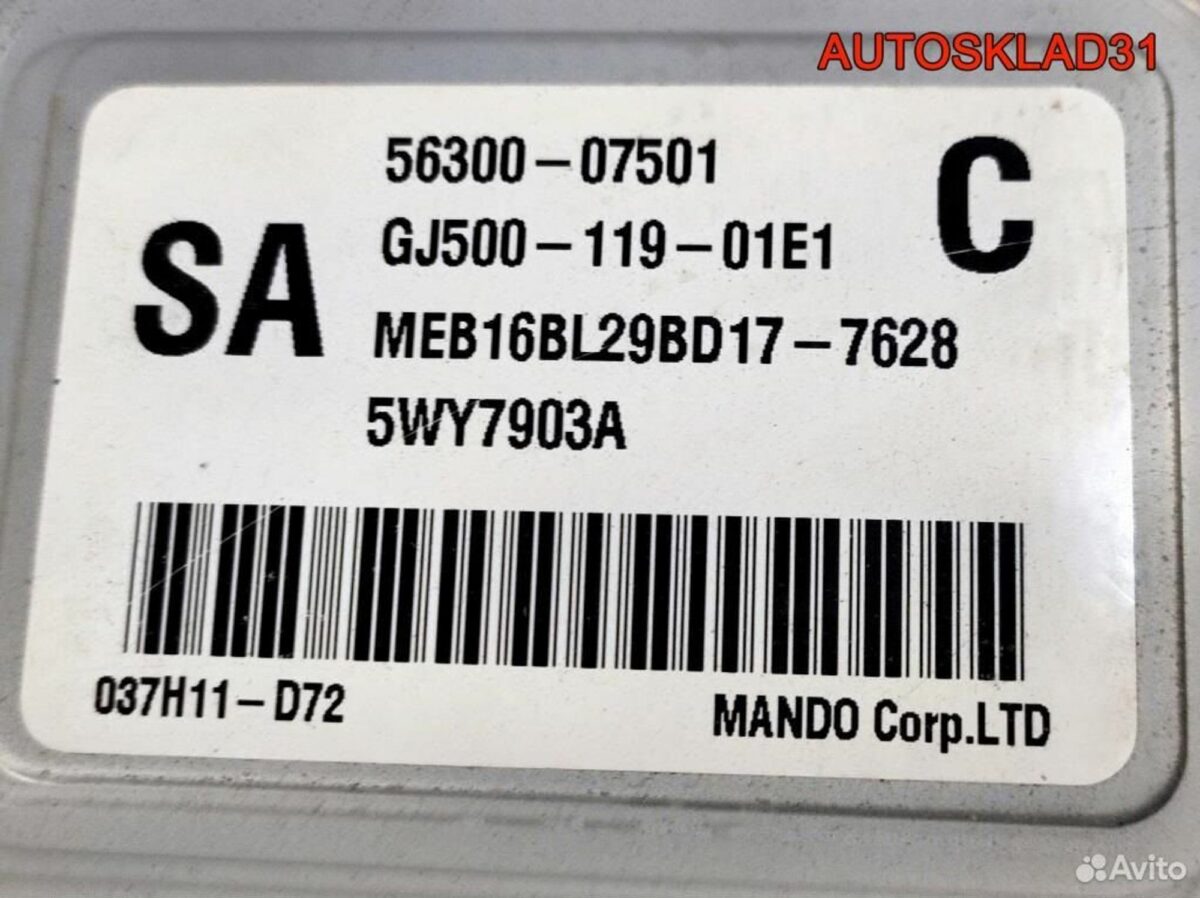 AUTOSKLAD31
56300-07501
C
SA
GJ500-119-01E1
MEB16BL29BD17-7628
5WY7903A
037H11-D72
MANDO Corp.LTD
Avito